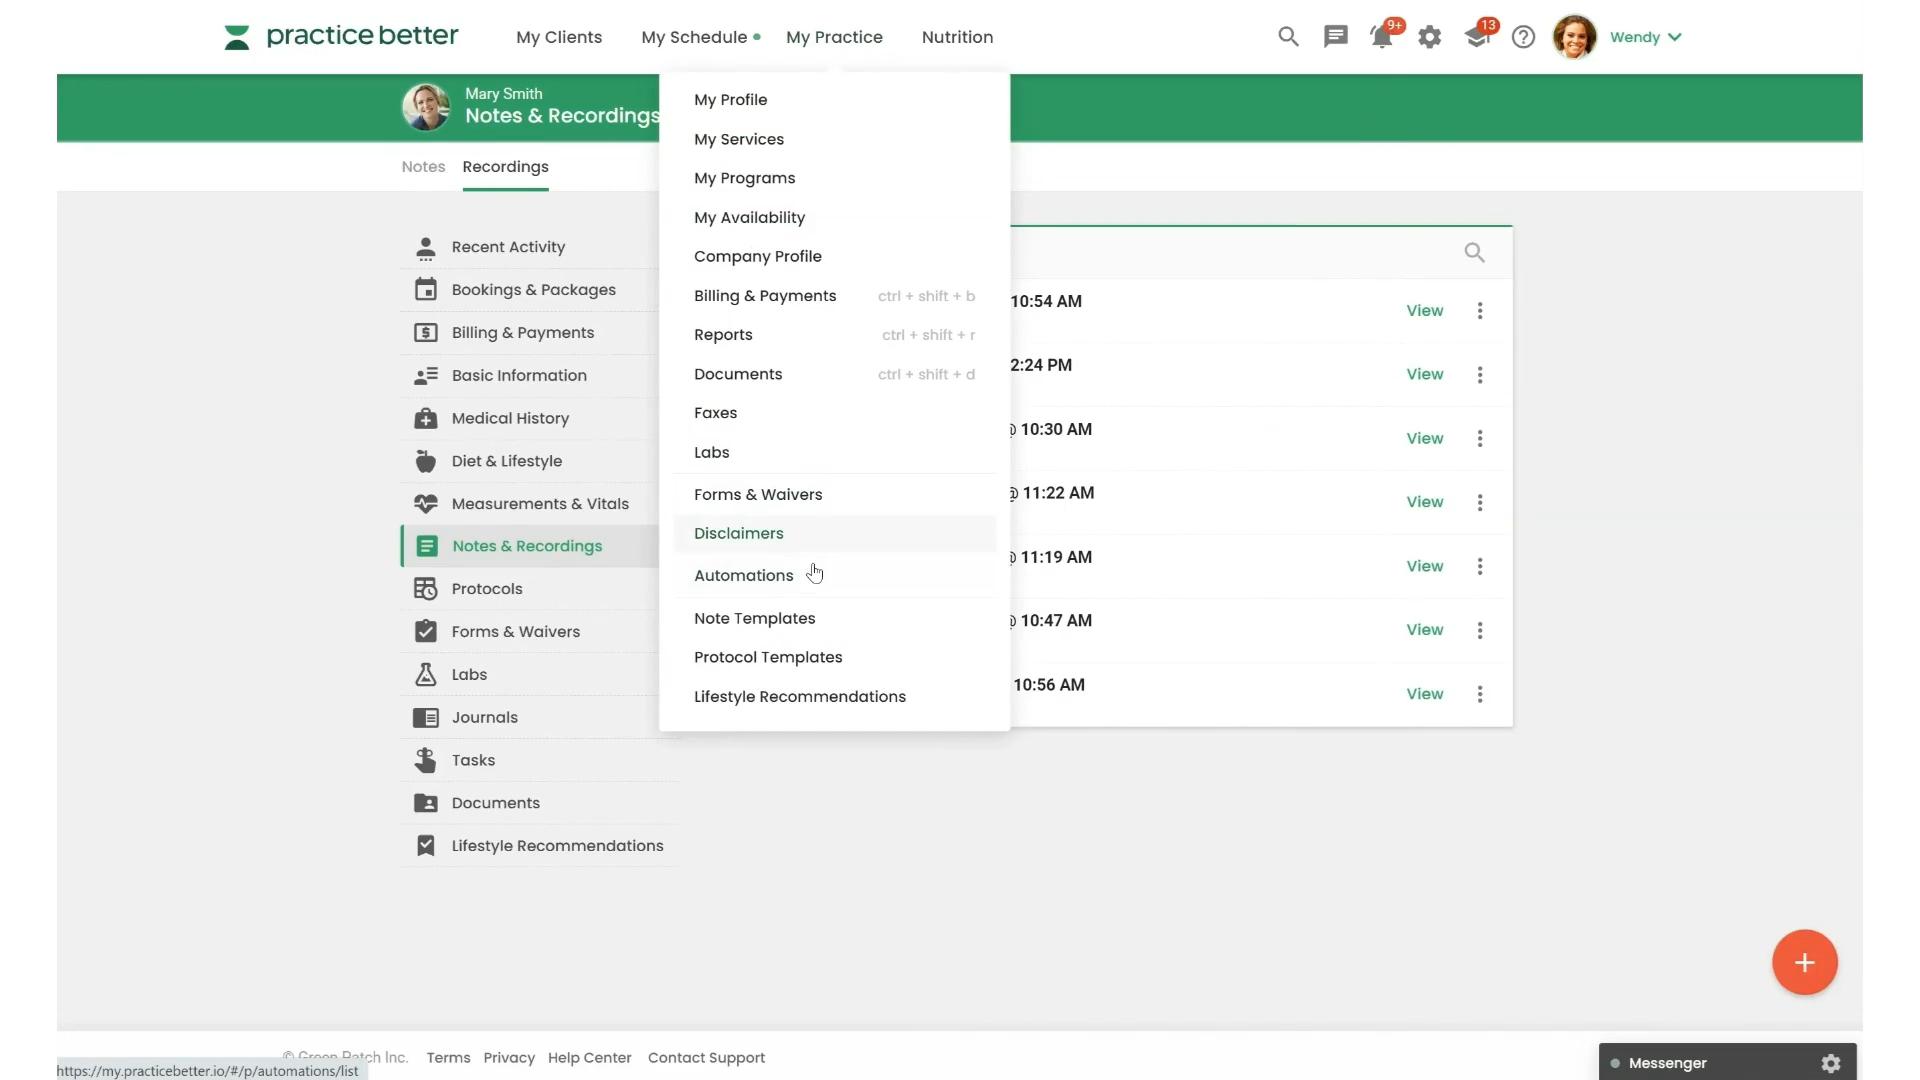 practice better
My Clients
My Schedule
My Practice
Nutrition
9+
13
Wendy
Mary Smith
Notes & Recordings
Notes
Recordings
Recent Activity
Bookings & Packages
Billing & Payments
Basic Information
Medical History
Diet & Lifestyle
Measurements & Vitals
Notes & Recordings
Protocols
Forms & Waivers
Labs
Journals
Tasks
Documents
Lifestyle Recommendations
My Profile
My Services
My Programs
My Availability
Company Profile
Billing & Payments ctrl + shift + b
Reports ctrl + shift + r
Documents ctrl + shift + d
Faxes
Labs
Forms & Waivers
Disclaimers
Automations
Note Templates
Protocol Templates
Lifestyle Recommendations
10:54 AM View
2:24 PM View
10:30 AM View
@ 11:22 AM View
11:19 AM View
10:47 AM View
10:56 AM View
© Green Patch Inc. Terms Privacy Help Center Contact Support
https://my.practicebetter.io/#/p/automations/list
Messenger